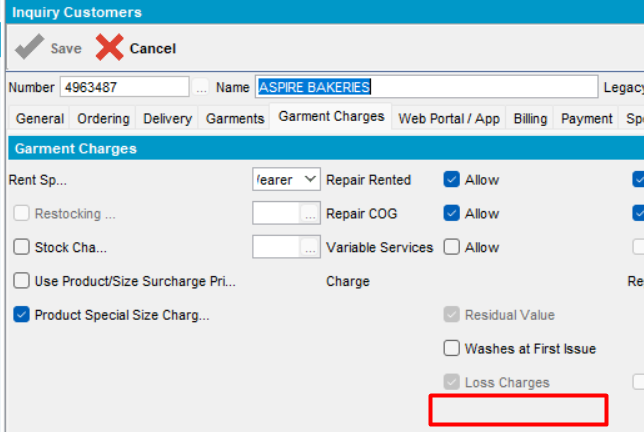 Inquiry Customers
Save Cancel
Number 4963487 ... Name ASPIRE BAKERIES Legacy
General Ordering Delivery Garments Garment Charges Web Portal / App Billing Payment Sp
Garment Charges
Rent Sp... earer Repair Rented Allow
Restocking ... ... Repair COG Allow
Stock Cha... ... Variable Services Allow
Use Product/Size Surcharge Pri... Charge Re
Product Special Size Charg... Residual Value
Washes at First Issue
Loss Charges